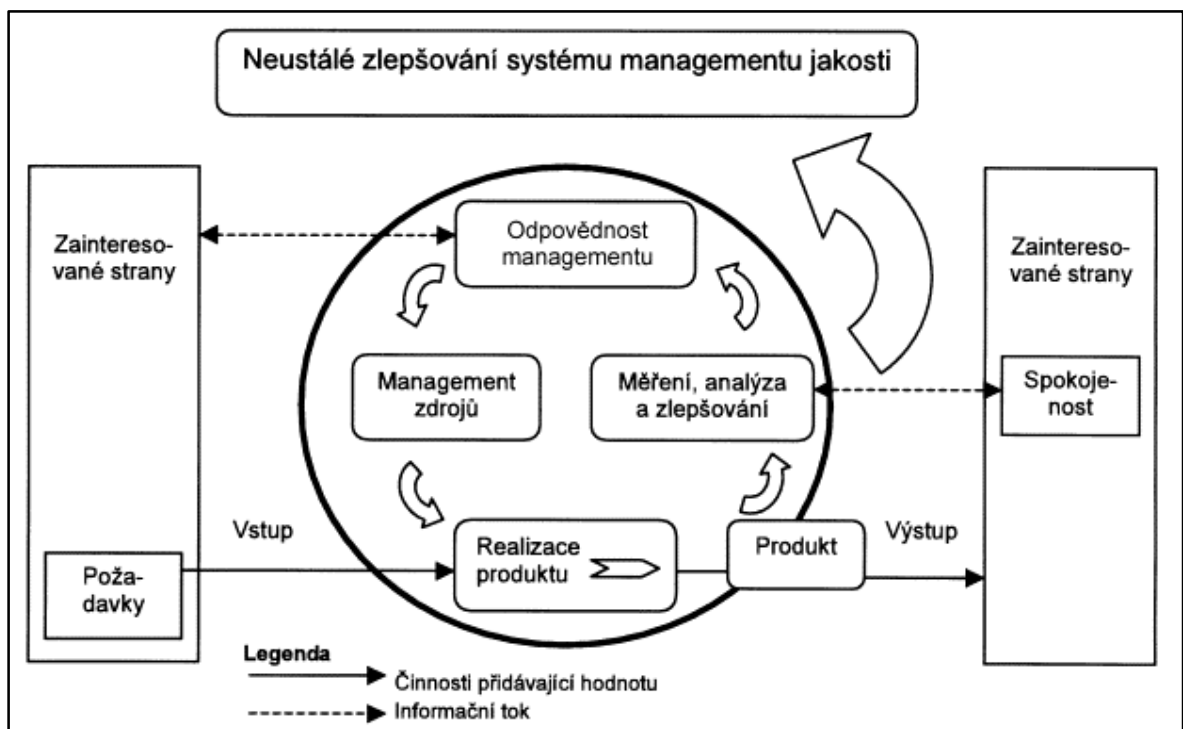 Neustálé zlepšování systému managementu jakosti
Zaintereso-
vané strany
Odpovědnost
managementu
Zaintereso-
vané strany
Management
zdrojů
Měření, analýza
a zlepšování
Spokoje-
nost
Vstup
Realizace
produktu
Produkt
Výstup
Poža-
davky
Legenda
Činnosti přidávající hodnotu
Informační tok